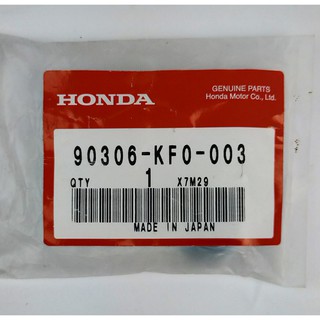 GENUINE PARTS
Honda Motor Co., Ltd.
HONDA
90306-KF0-003
QTY 1 X7M29
MADE IN JAPAN